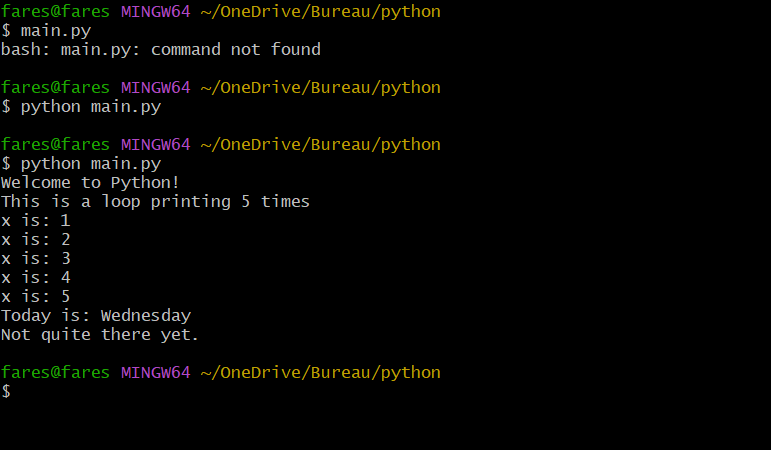 fares@fares MINGW64 ~/OneDrive/Bureau/python
$ main.py
bash: main.py: command not found
fares@fares MINGW64 ~/OneDrive/Bureau/python
$ python main.py
fares@fares MINGW64 ~/OneDrive/Bureau/python
$ python main.py
Welcome to Python!
This is a loop printing 5 times
x is: 1
x is: 2
x is: 3
x is: 4
x is: 5
Today is: Wednesday
Not quite there yet.
fares@fares MINGW64 ~/OneDrive/Bureau/python
$